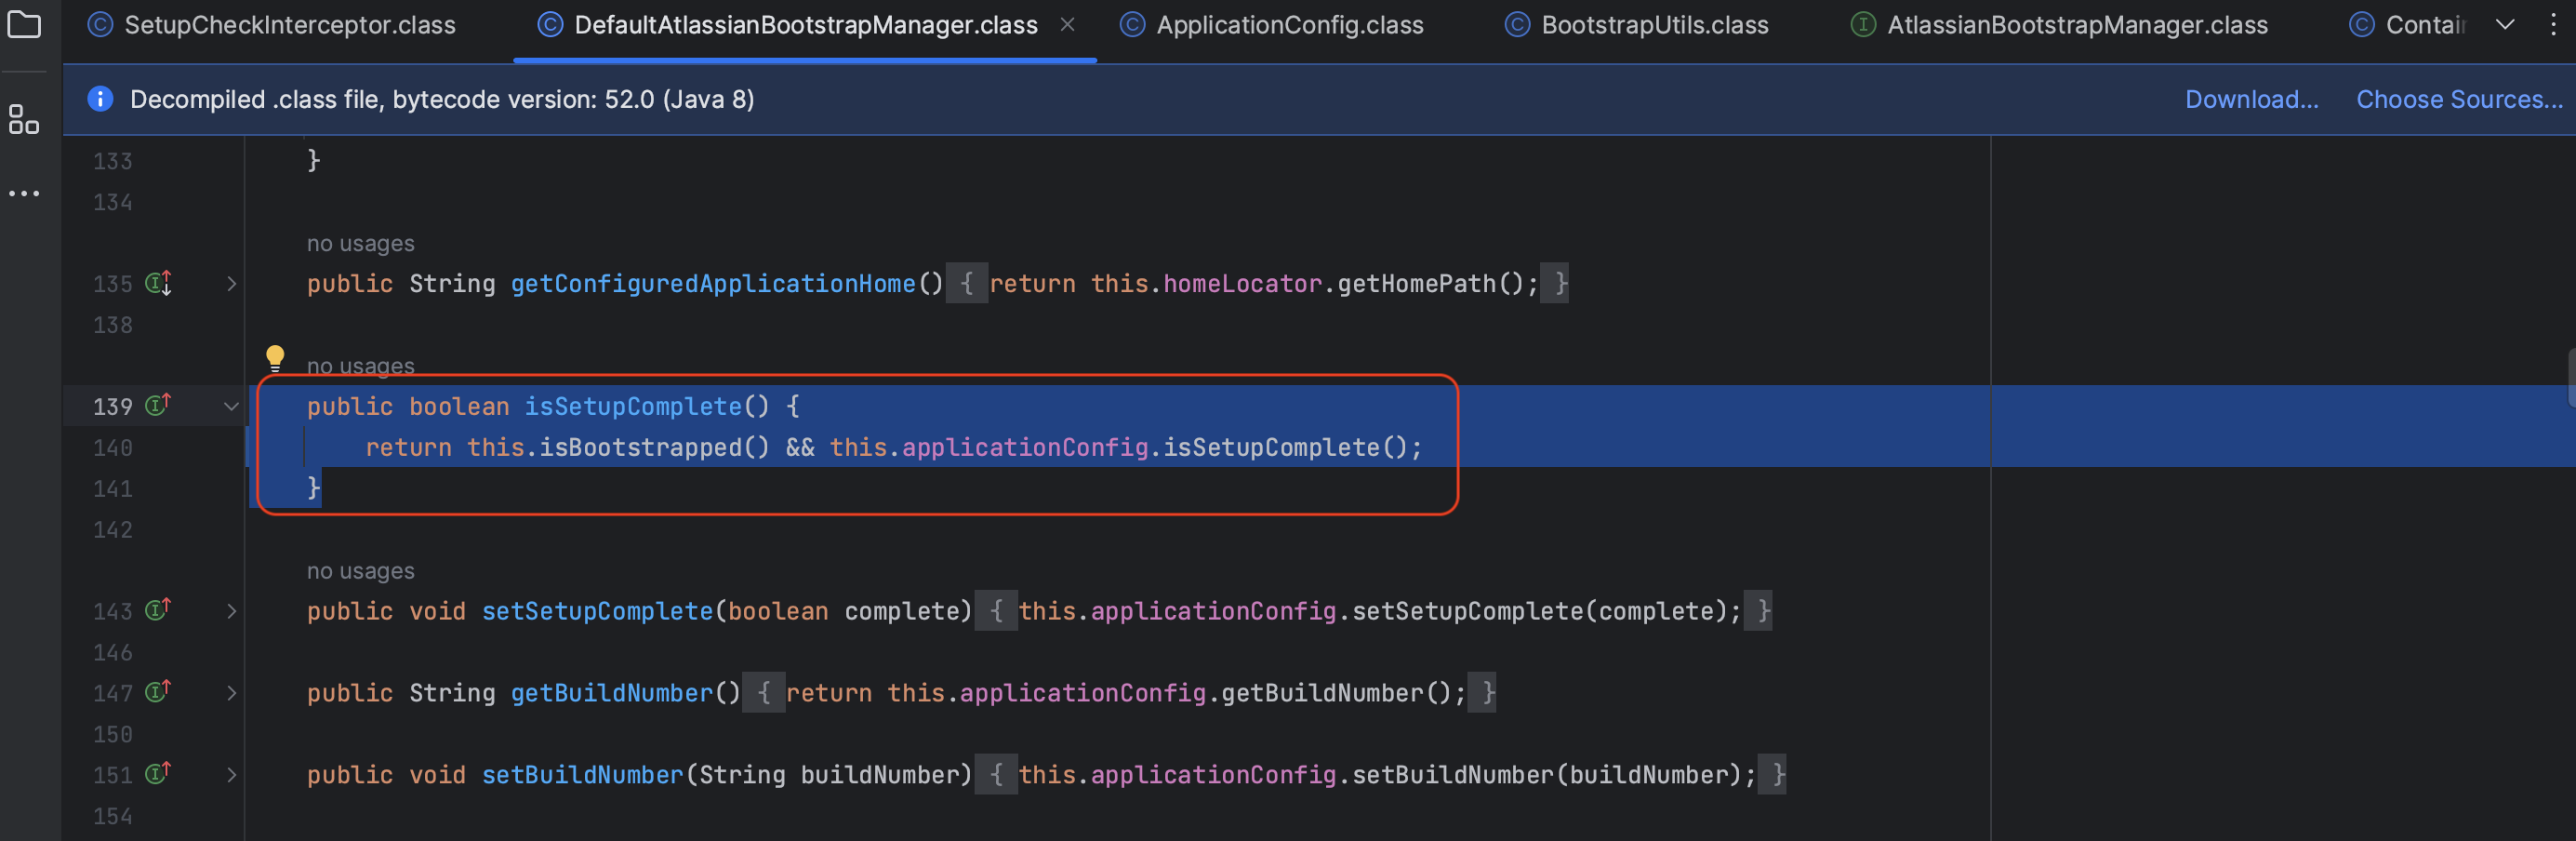 SetupCheckInterceptor.class DefaultAtlassianBootstrapManager.class ApplicationConfig.class BootstrapUtils.class AtlassianBootstrapManager.class Contain
Decompiled .class file, bytecode version: 52.0 (Java 8) Download... Choose Sources...
133 }
134
no usages
135 public String getConfiguredApplicationHome() { return this.homeLocator.getHomePath(); }
138
no usages
139 public boolean isSetupComplete() {
140 return this.isBootstrapped() && this.applicationConfig.isSetupComplete();
141 }
142
no usages
143 public void setSetupComplete(boolean complete) { this.applicationConfig.setSetupComplete(complete); }
146
147 public String getBuildNumber() { return this.applicationConfig.getBuildNumber(); }
150
151 public void setBuildNumber(String buildNumber) { this.applicationConfig.setBuildNumber(buildNumber); }
154